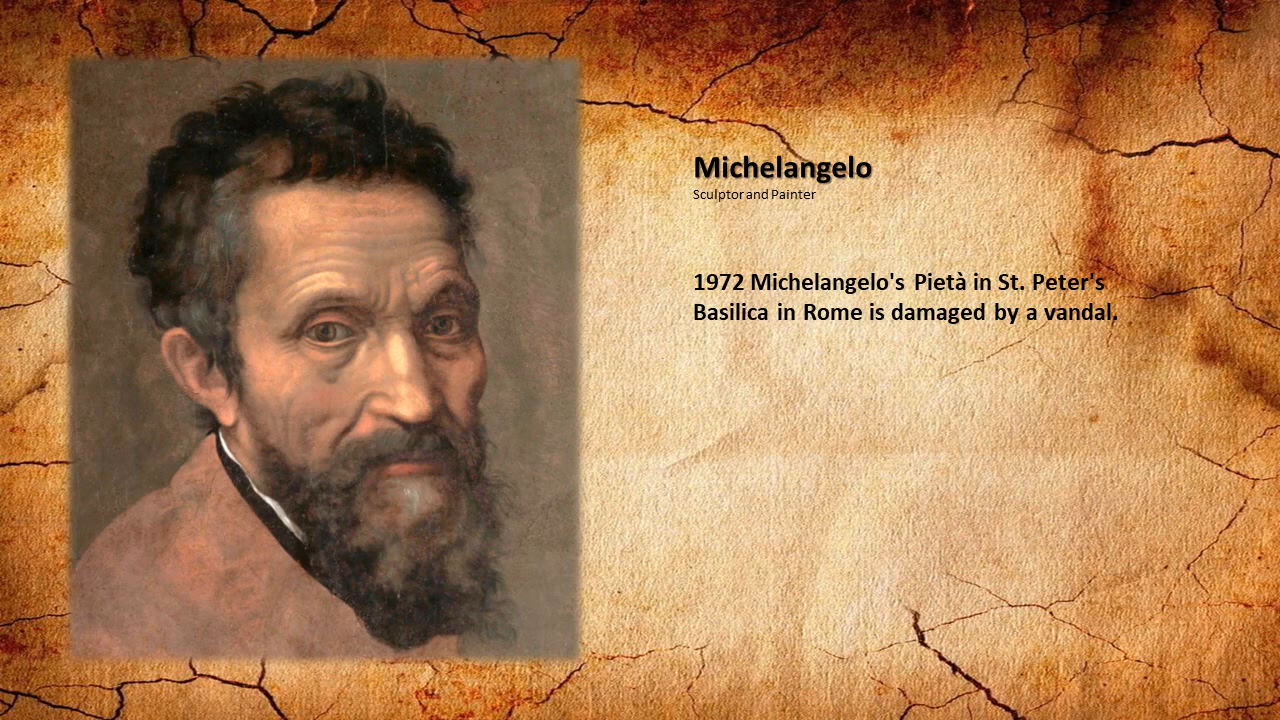 Michelangelo
Sculptor and Painter
1972 Michelangelo's Pietà in St. Peter's
Basilica in Rome is damaged by a vandal.